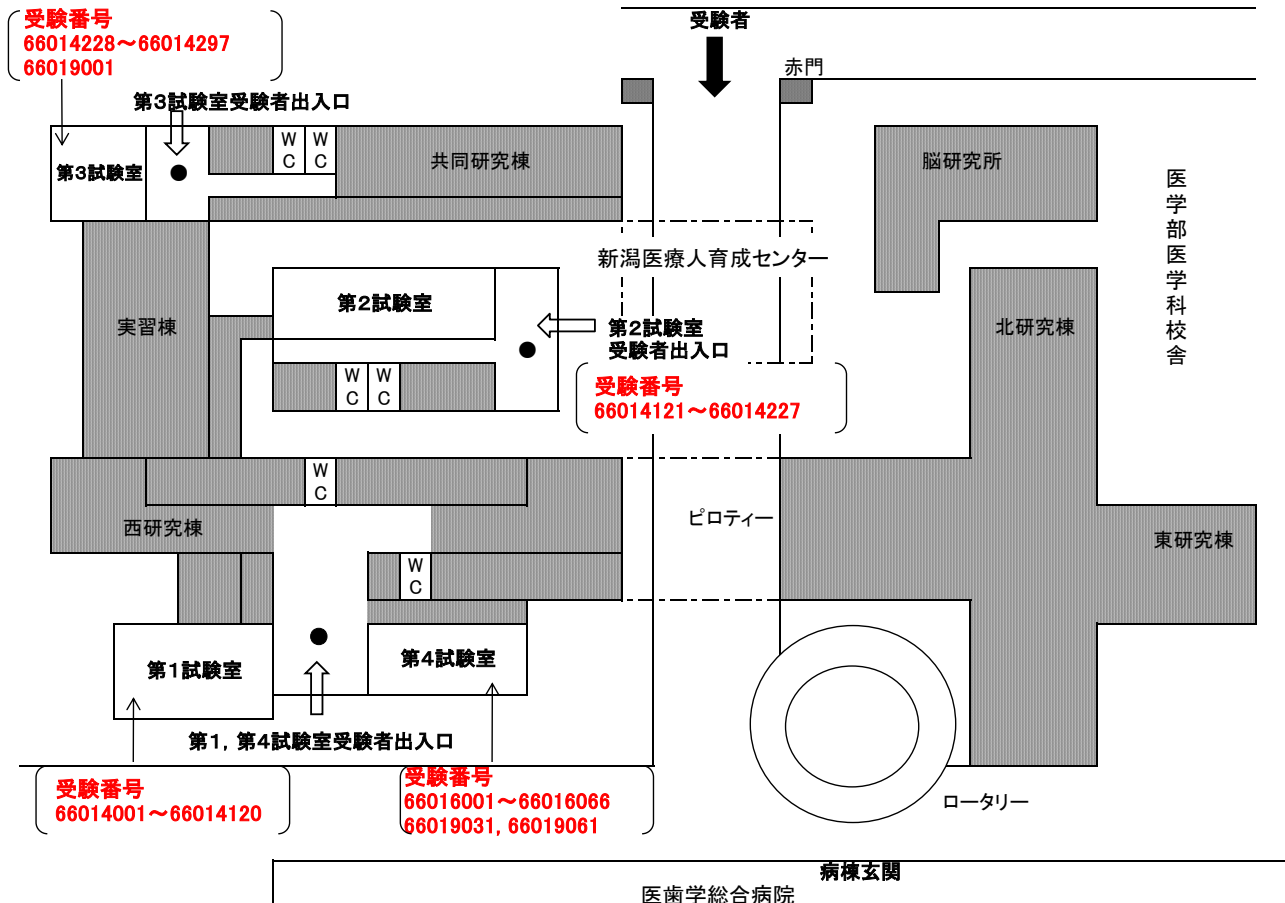 受験番号
66014228～66014297
66019001
受験者
赤門
第3試験室受験者出入口
WC
WC
第3試験室
共同研究棟
脳研究所
医学部医学科校舎
新潟医療人育成センター
第2試験室
実習棟
第2試験室
受験者出入口
北研究棟
WC
WC
受験番号
66014121～66014227
WC
西研究棟
ピロティー
東研究棟
WC
第1試験室
第4試験室
第1，第4試験室受験者出入口
受験番号
66014001～66014120
受験番号
66016001～66016066
66019031，66019061
ロータリー
病棟玄関
医歯学総合病院